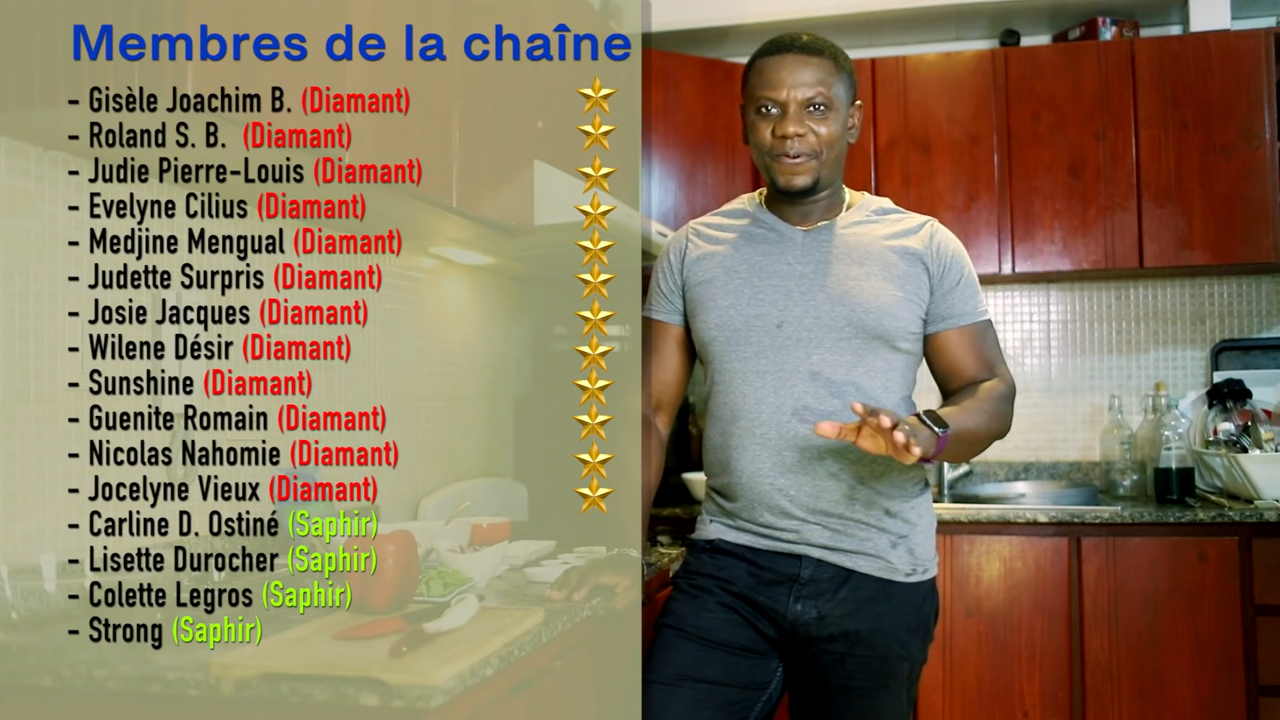 Membres de la chaîne
- Gisèle Joachim B. (Diamant)
- Roland S. B. (Diamant)
- Judie Pierre-Louis (Diamant)
- Evelyne Cilius (Diamant)
- Medjine Mengual (Diamant)
- Judette Surpris (Diamant)
- Josie Jacques (Diamant)
- Wilene Désir (Diamant)
- Sunshine (Diamant)
- Guenite Romain (Diamant)
- Nicolas Nahomie (Diamant)
- Jocelyne Vieux (Diamant)
- Carline D. Ostiné (Saphir)
- Lisette Durocher (Saphir)
- Colette Legros (Saphir)
- Strong (Saphir)